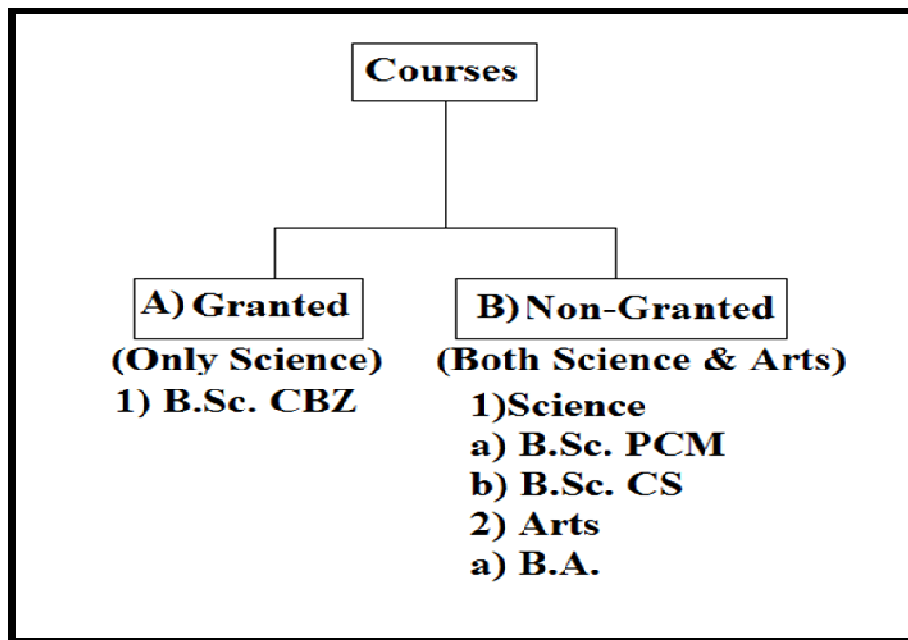 Courses
A) Granted
(Only Science)
1) B.Sc. CBZ
B) Non-Granted
(Both Science & Arts)
1)Science
a) B.Sc. PCM
b) B.Sc. CS
2) Arts
a) B.A.